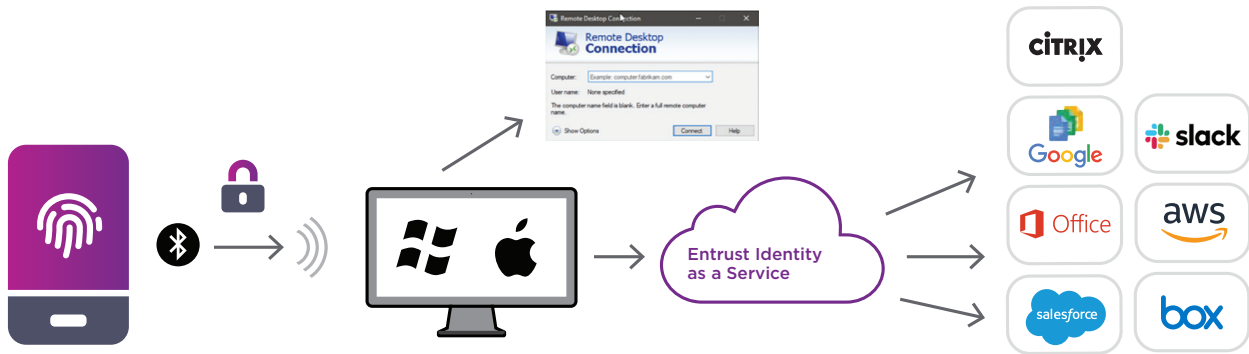 Remote Desktop Connection
Remote Desktop
Connection
Computer:
Example: computer.fabrikam.com
User name:
None specified
The computer name field is blank. Enter a full remote computer
name.
Show Options
Connect
Help
Entrust Identity
as a Service
CİTRIX
Google
slack
Office
aws
salesforce
box